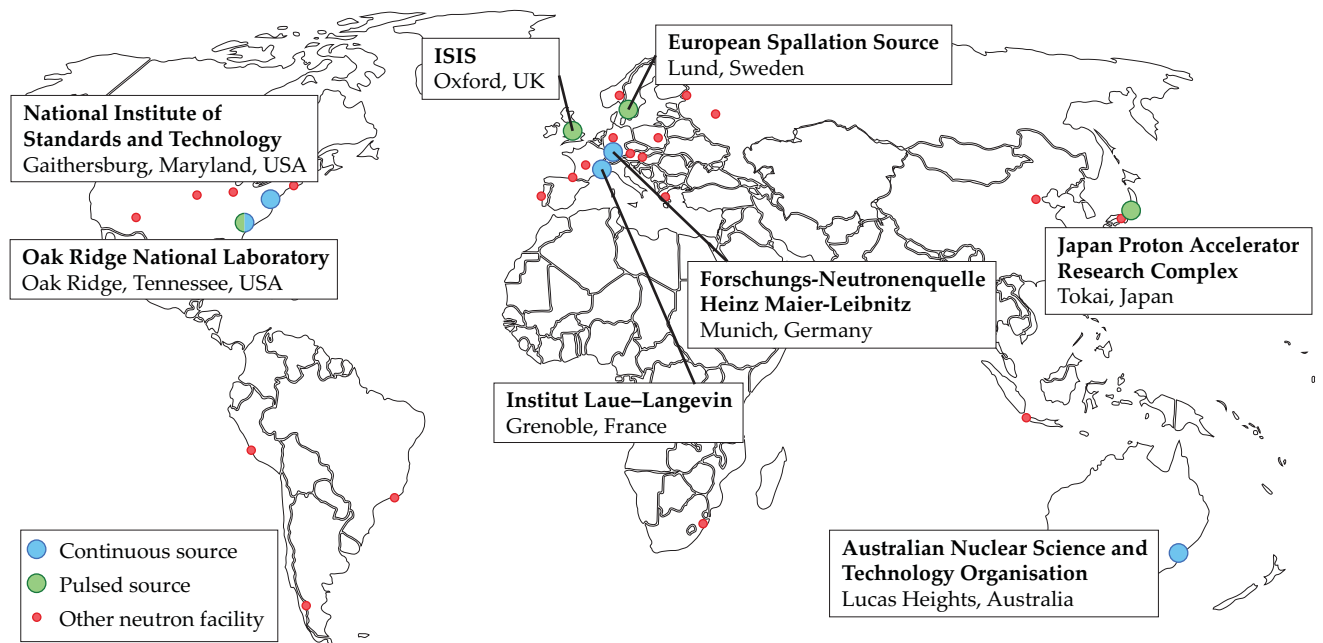 European Spallation Source
Lund, Sweden
ISIS
Oxford, UK
National Institute of
Standards and Technology
Gaithersburg, Maryland, USA
Oak Ridge National Laboratory
Oak Ridge, Tennessee, USA
Japan Proton Accelerator
Research Complex
Tokai, Japan
Forschungs-Neutronenquelle
Heinz Maier-Leibnitz
Munich, Germany
Institut Laue–Langevin
Grenoble, France
Australian Nuclear Science and
Technology Organisation
Lucas Heights, Australia
Continuous source
Pulsed source
Other neutron facility